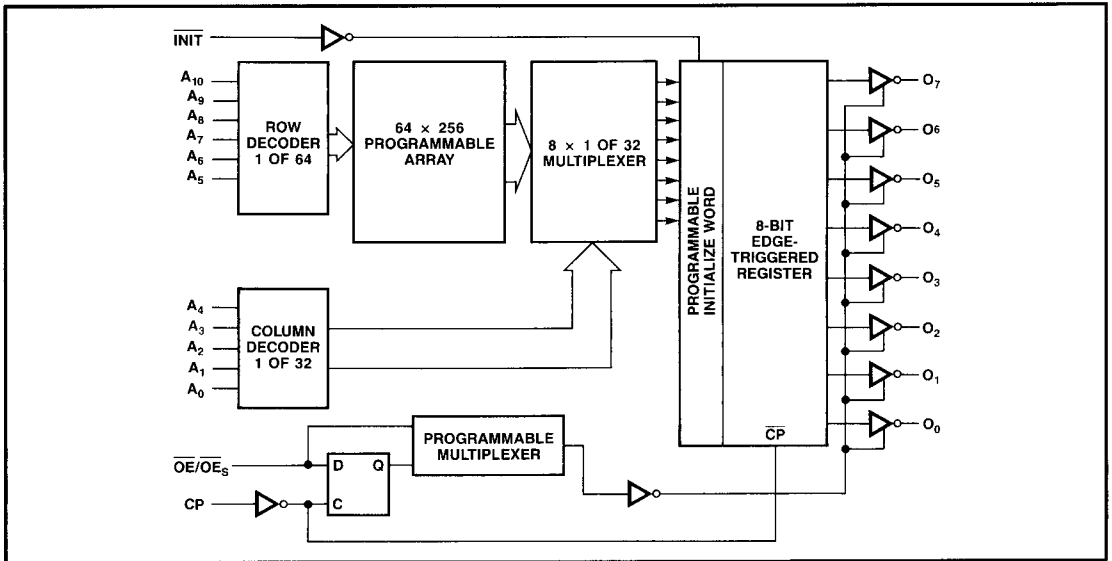 INIT
A10
A9
A8
A7
A6
A5
ROW
DECODER
1 OF 64
64 × 256
PROGRAMMABLE
ARRAY
8 × 1 OF 32
MULTIPLEXER
PROGRAMMABLE
INITIALIZE WORD
8-BIT
EDGE-
TRIGGERED
REGISTER
CP
O7
O6
O5
O4
O3
O2
O1
O0
A4
A3
A2
A1
A0
COLUMN
DECODER
1 OF 32
OE/OES
CP
D Q
C
PROGRAMMABLE
MULTIPLEXER